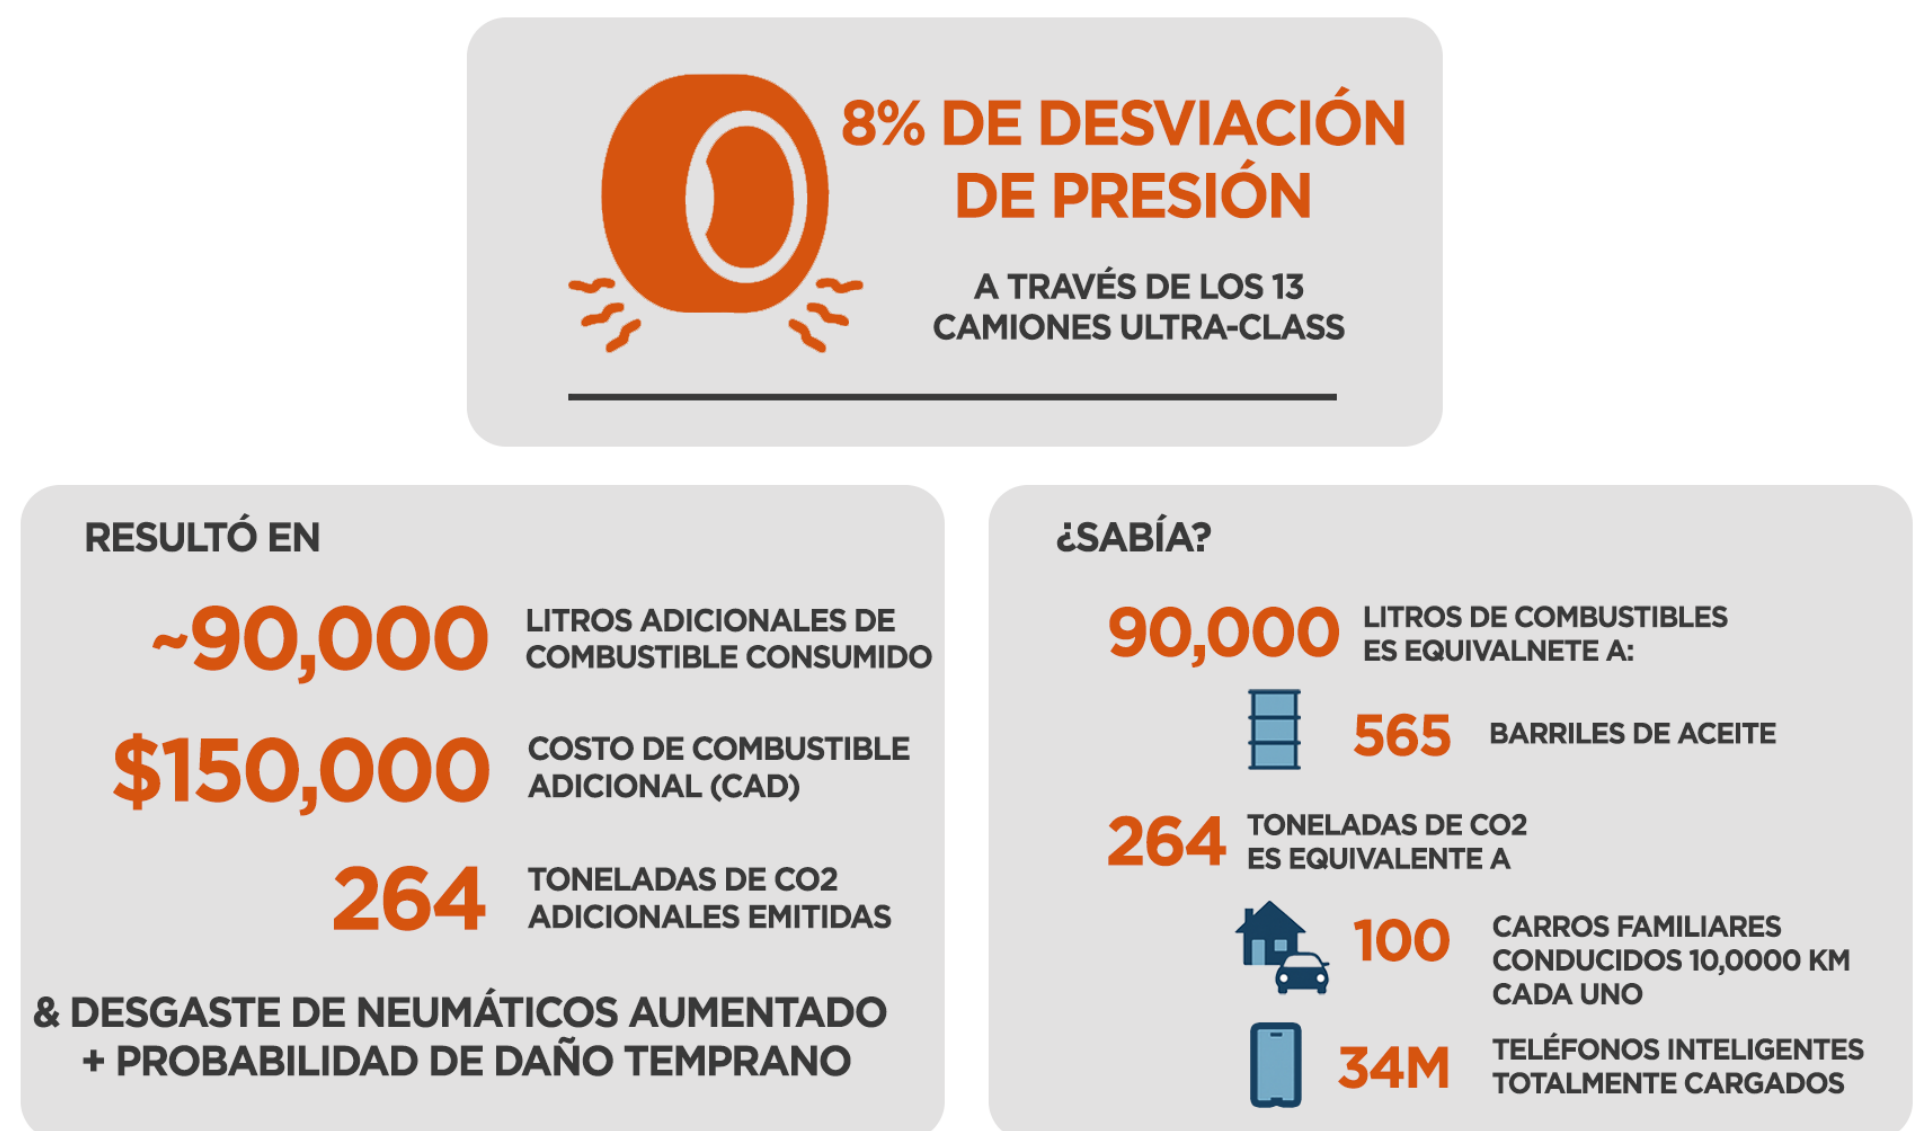 8% DE DESVIACIÓN
DE PRESIÓN
A TRAVÉS DE LOS 13
CAMIONES ULTRA-CLASS
RESULTÓ EN
~90,000
LITROS ADICIONALES DE
COMBUSTIBLE CONSUMIDO
$150,000
COSTO DE COMBUSTIBLE
ADICIONAL (CAD)
264
TONELADAS DE CO2
ADICIONALES EMITIDAS
& DESGASTE DE NEUMÁTICOS AUMENTADO
+ PROBABILIDAD DE DAÑO TEMPRANO
¿SABÍA?
90,000
LITROS DE COMBUSTIBLES
ES EQUIVALNETE A:
565
BARRILES DE ACEITE
264
TONELADAS DE CO2
ES EQUIVALENTE A
100
CARROS FAMILIARES
CONDUCIDOS 10,0000 KM
CADA UNO
34M
TELÉFONOS INTELIGENTES
TOTALMENTE CARGADOS